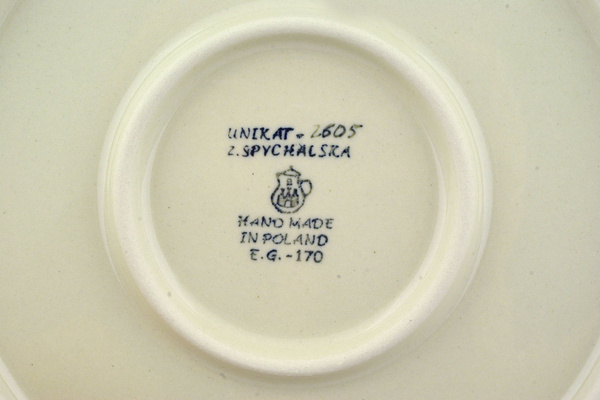 UNIKAT - 2605
Z. SPYCHALSKA
HAND MADE
IN POLAND
E.G. -170